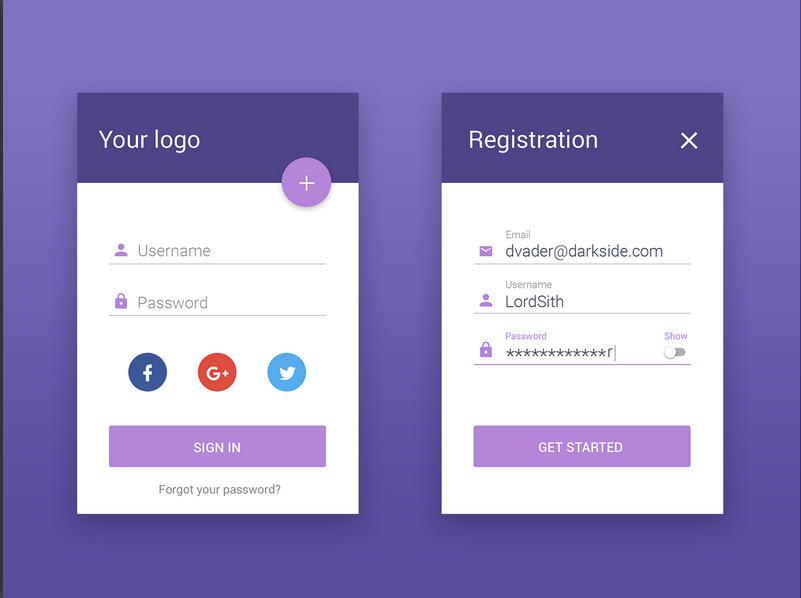 Your logo
Username
Password
SIGN IN
Forgot your password?
Registration
Email
dvader@darkside.com
Username
LordSith
Password Show
************r
GET STARTED